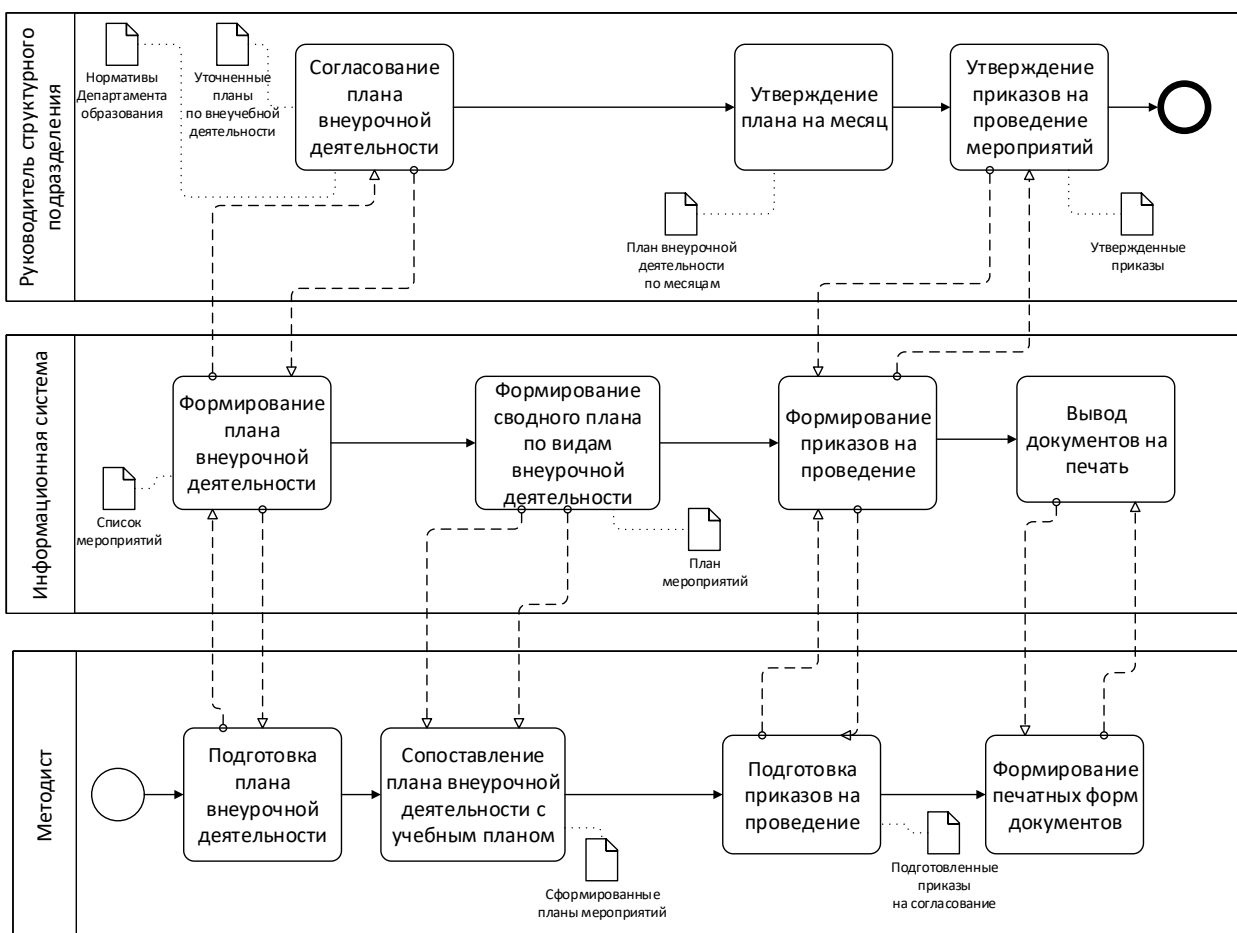 Руководитель структурного
подразделения
Нормативы
Департамента
образования
Уточненные
планы
по внеучебной
деятельности
Согласование
плана
внеурочной
деятельности
Утверждение
плана на месяц
Утверждение
приказов на
проведение
мероприятий
План внеурочной
деятельности
по месяцам
Утвержденные
приказы
Информационная система
Формирование
плана
внеурочной
деятельности
Список
мероприятий
Формирование
сводного плана
по видам
внеурочной
деятельности
План
мероприятий
Формирование
приказов на
проведение
Вывод
документов на
печать
Методист
Подготовка
плана
внеурочной
деятельности
Сопоставление
плана внеурочной
деятельности с
учебным планом
Сформированные
планы мероприятий
Подготовка
приказов на
проведение
Подготовленные
приказы
на согласование
Формирование
печатных форм
документов